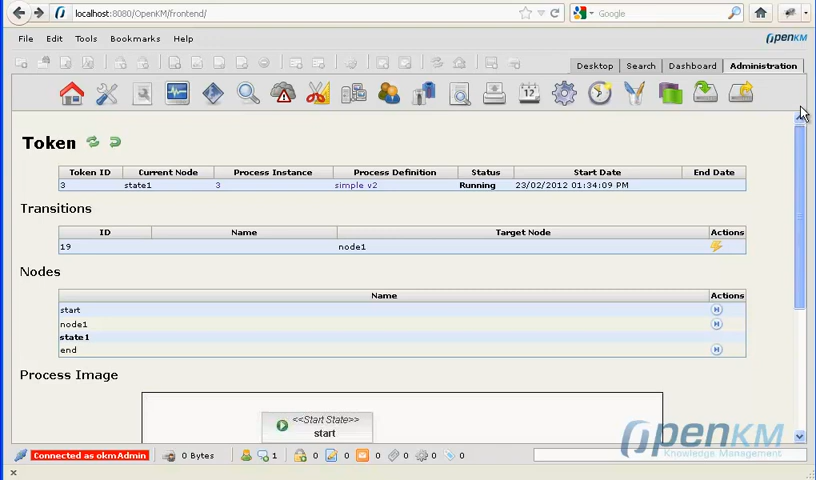 localhost:8080/OpenKM/frontend/
Google
File Edit Tools Bookmarks Help
OPENKM
Desktop Search Dashboard Administration
12
Token
Token ID Current Node Process Instance Process Definition Status Start Date End Date
3 state1 3 simple v2 Running 23/02/2012 01:34:09 PM
Transitions
ID Name Target Node Actions
19 node1
Nodes
Name Actions
start
node1
state1
end
Process Image
<<Start State>>
start
OPENKM
Knowledge Management
Connected as okmAdmin 0 Bytes 1 0 0 0 0 0 0